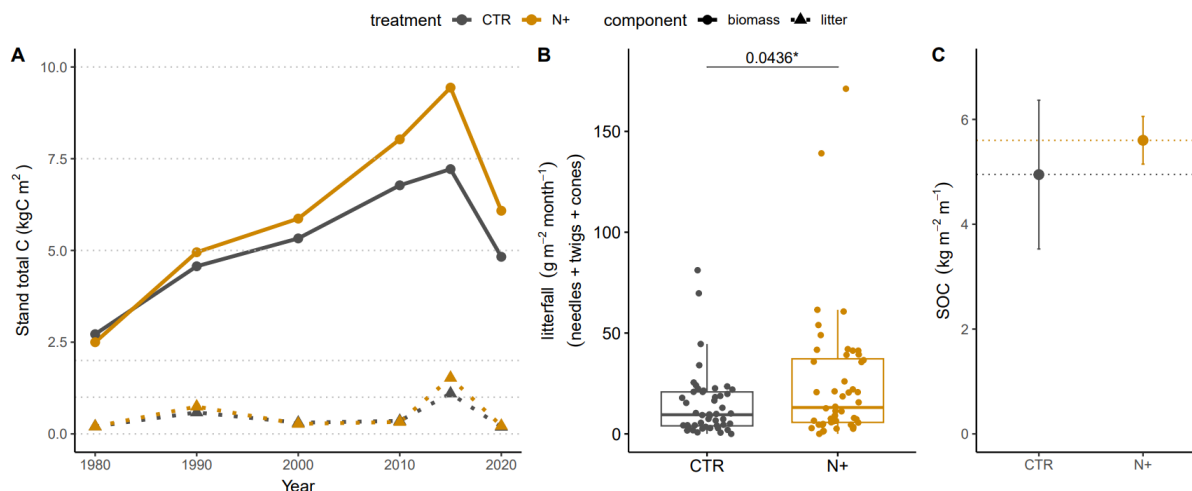 treatment CTR N+ component biomass litter
A
Stand total C (kgC m²)
10.0
7.5
5.0
2.5
0.0
1980 1990 2000 2010 2020
Year
B
litterfall (g m⁻² month⁻¹)
(needles + twigs + cones)
0.0436*
150
100
50
0
CTR N+
C
SOC (kg m⁻² m⁻¹)
6
4
2
0
CTR N+